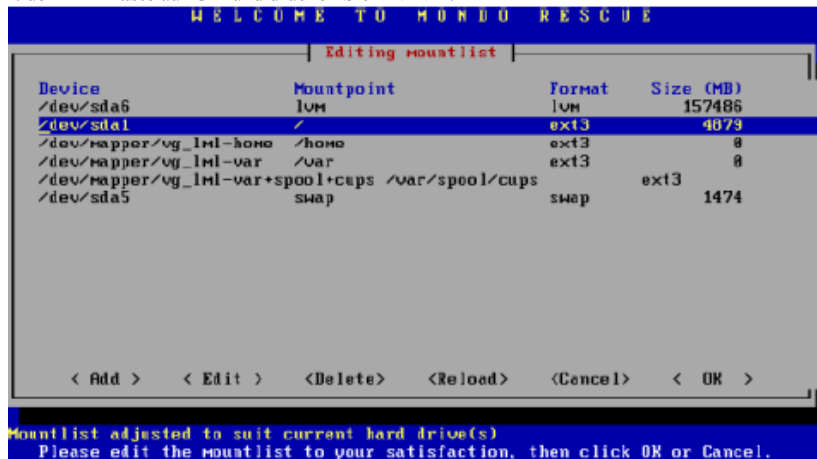 WELCOME TO MONDO RESCUE
Editing mountlist
Device Mountpoint Format Size (MB)
/dev/sda6 lvm lvm 157486
/dev/sda1 / ext3 4879
/dev/mapper/vg_lml-home /home ext3 0
/dev/mapper/vg_lml-var /var ext3 0
/dev/mapper/vg_lml-var+spool+cups /var/spool/cups ext3
/dev/sda5 swap swap 1474
< Add > < Edit > <Delete> <Reload> <Cancel> < OK >
Mountlist adjusted to suit current hard drive(s)
Please edit the mountlist to your satisfaction, then click OK or Cancel.